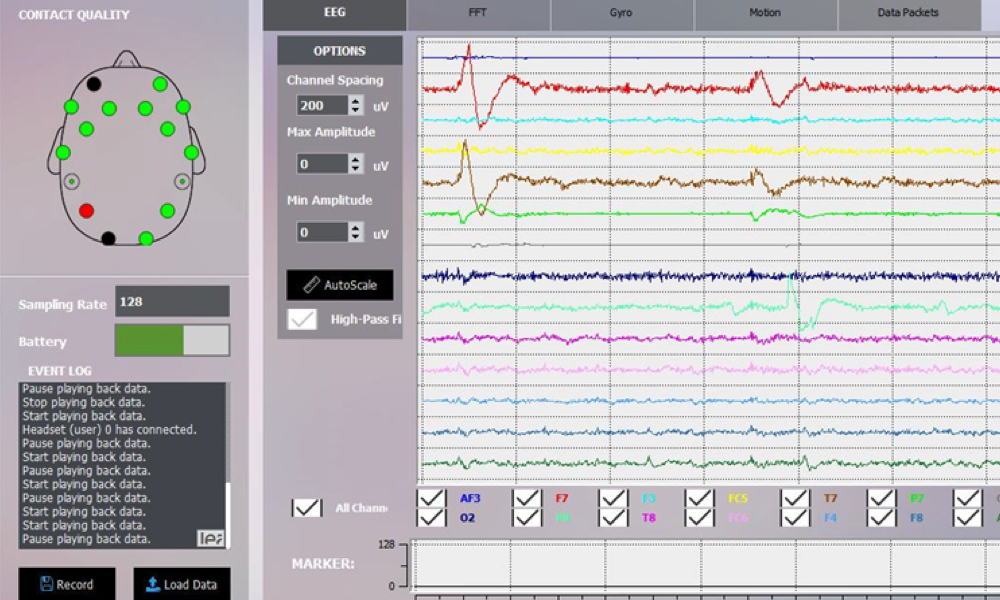 CONTACT QUALITY
EEG
FFT
Gyro
Motion
Data Packets
OPTIONS
Channel Spacing
200 uV
Max Amplitude
0 uV
Min Amplitude
0 uV
AutoScale
High-Pass Fi
Sampling Rate 128
Battery
EVENT LOG
Pause playing back data.
Stop playing back data.
Start playing back data.
Headset (user) 0 has connected.
Pause playing back data.
Start playing back data.
Pause playing back data.
Start playing back data.
Pause playing back data.
Start playing back data.
Start playing back data.
Pause playing back data.
Record
Load Data
All Chann
AF3 F7 F3 FC5 T7 P7
O2 T8 FC6 F4 F8
MARKER:
128
0